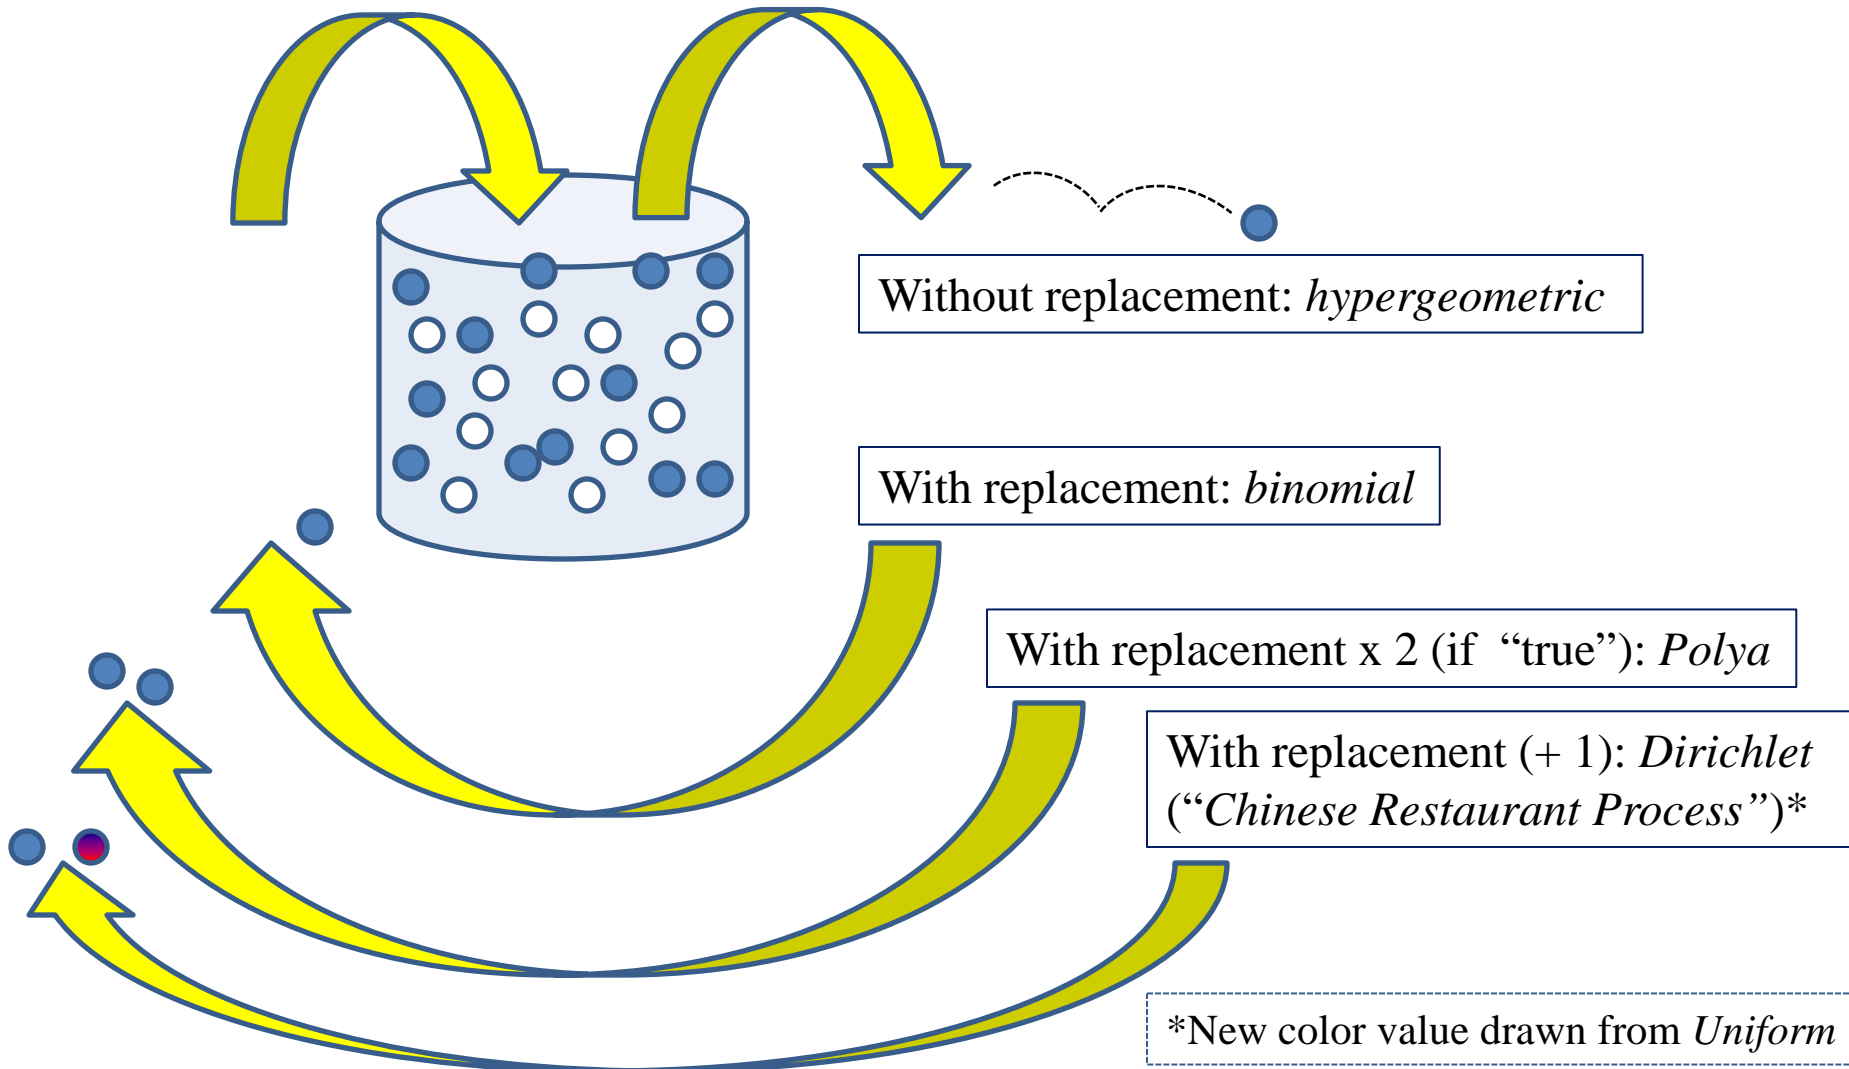 Without replacement: hypergeometric
With replacement: binomial
With replacement x 2 (if “true”): Polya
With replacement (+ 1): Dirichlet
(“Chinese Restaurant Process”)*
*New color value drawn from Uniform